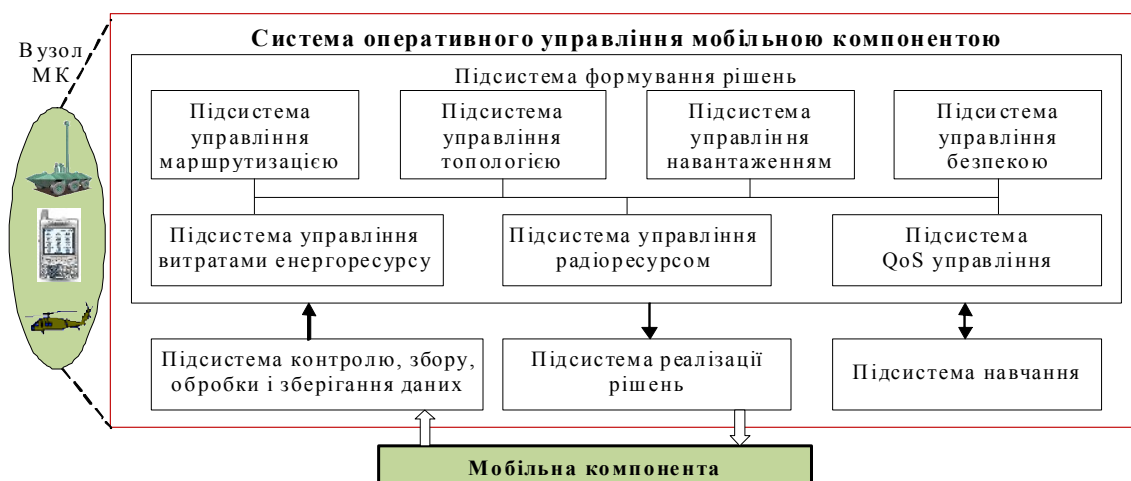 Вузол
МК
Система оперативного управління мобільною компонентою
Підсистема формування рішень
Підсистема
управління
маршрутизацією
Підсистема
управління
топологією
Підсистема
управління
навантаженням
Підсистема
управління
безпекою
Підсистема управління
витратами енергоресурсу
Підсистема управління
радіоресурсом
Підсистема
QoS управління
Підсистема контролю, збору,
обробки і зберігання даних
Підсистема реалізації
рішень
Підсистема навчання
Мобільна компонента